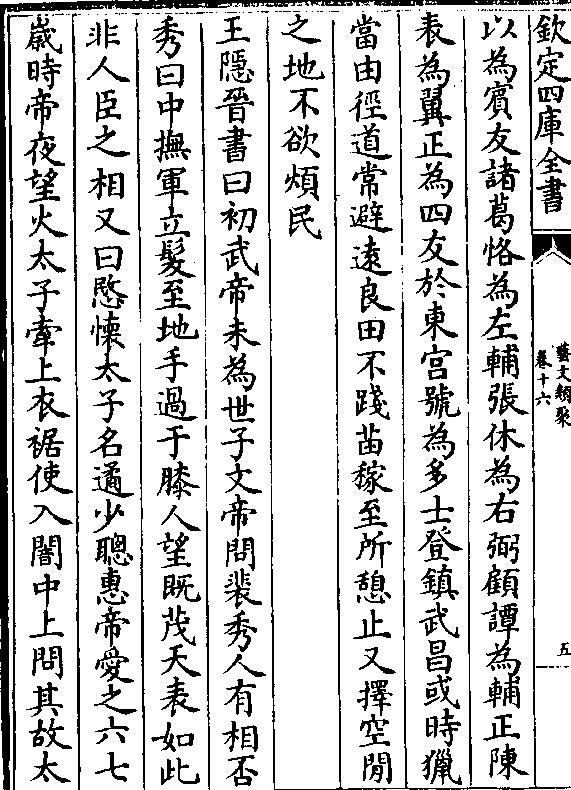 欽定四庫全書
藝文類聚
卷十六
五
以為賓友諸葛恪為左輔張休為右弼顧譚為輔正陳
表為翼正為四友於東宮號為多士登鎮武昌或時獵
當由徑道常避遠良田不踐苗稼至所憩止又擇空閒
之地不欲煩民
王隱晉書曰初武帝未為世子文帝問裴秀人有相否
秀曰中撫軍立髮至地手過于膝人望既茂天表如此
非人臣之相又曰愍懷太子名遹少聰惠帝愛之六七
嵗時帝夜望火太子牽上衣裾使入闇中上問其故太